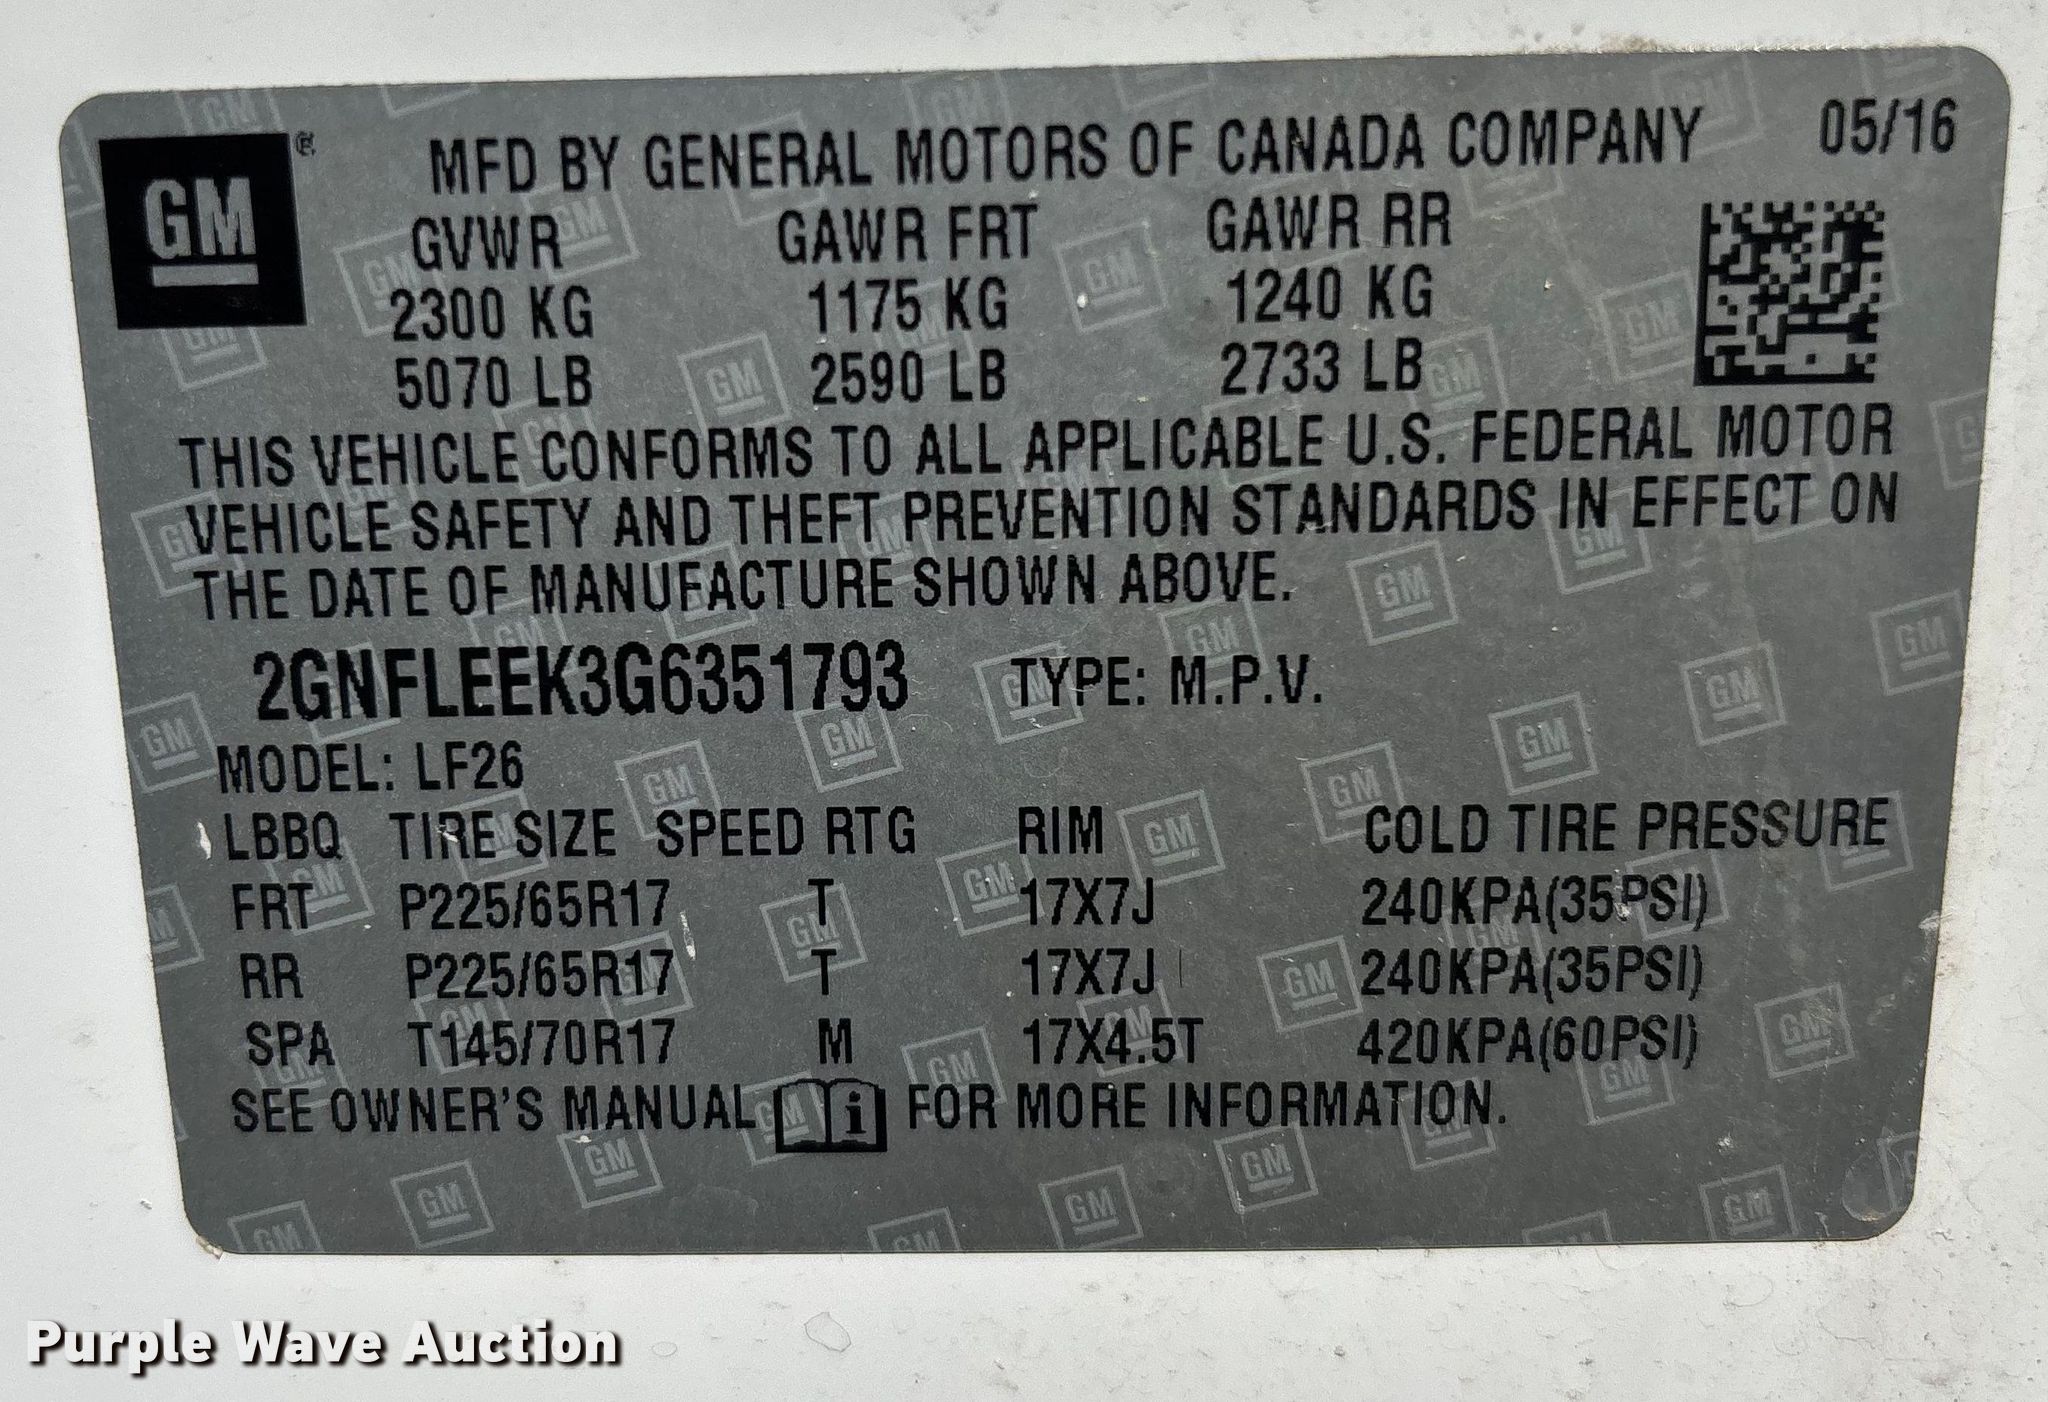 GM
MFD BY GENERAL MOTORS OF CANADA COMPANY 05/16
GVWR GAWR FRT GAWR RR
2300 KG 1175 KG 1240 KG
5070 LB 2590 LB 2733 LB
THIS VEHICLE CONFORMS TO ALL APPLICABLE U.S. FEDERAL MOTOR
VEHICLE SAFETY AND THEFT PREVENTION STANDARDS IN EFFECT ON
THE DATE OF MANUFACTURE SHOWN ABOVE.
2GNFLEEK3G6351793 TYPE: M.P.V.
MODEL: LF26
LBBQ TIRE SIZE SPEED RTG RIM COLD TIRE PRESSURE
FRT P225/65R17 T 17X7J 240KPA(35PSI)
RR P225/65R17 T 17X7J 240KPA(35PSI)
SPA T145/70R17 M 17X4.5T 420KPA(60PSI)
SEE OWNER'S MANUAL i FOR MORE INFORMATION.
Purple Wave Auction